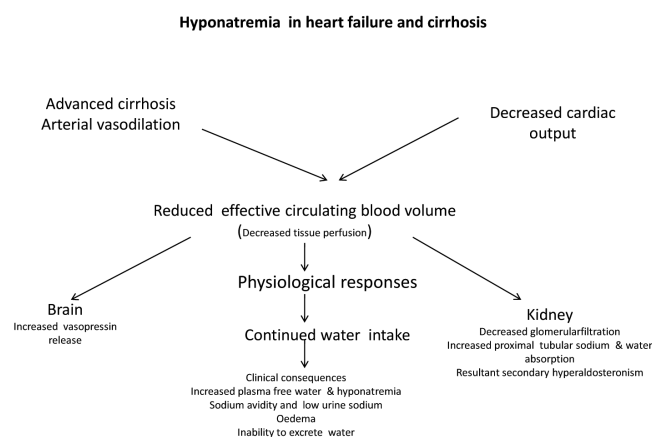 Hyponatremia in heart failure and cirrhosis
Advanced cirrhosis
Arterial vasodilation
Decreased cardiac
output
Reduced effective circulating blood volume
(Decreased tissue perfusion)
Physiological responses
Brain
Increased vasopressin
release
Continued water intake
Kidney
Decreased glomerularfiltration
Increased proximal tubular sodium & water
absorption
Resultant secondary hyperaldosteronism
Clinical consequences
Increased plasma free water & hyponatremia
Sodium avidity and low urine sodium
Oedema
Inability to excrete water